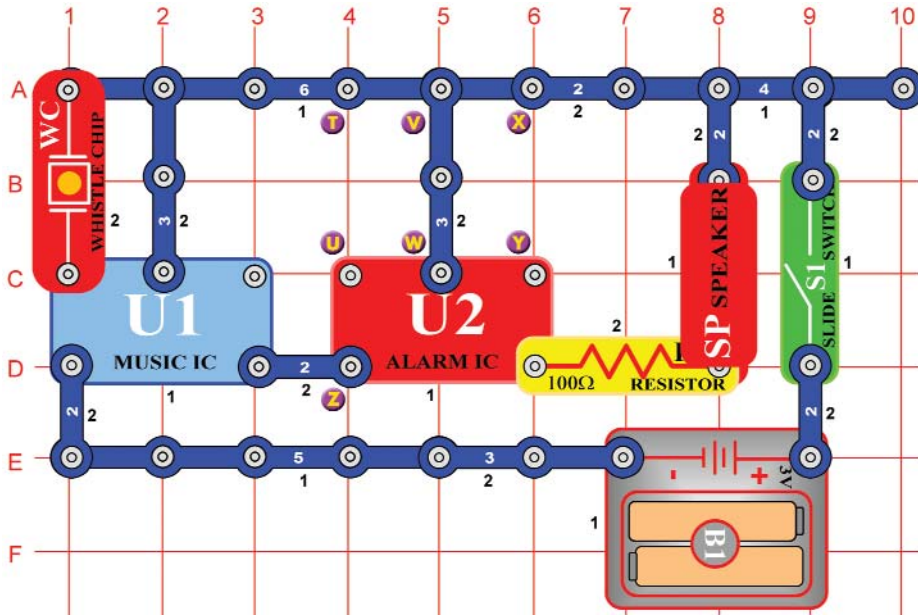 1 2 3 4 5 6 7 8 9 10
A 6 2 4
1 2 1
T V X
WC
WHISTLE CHIP
2 2
B 2
3 2 3 2 2 2 2
U W Y
C
U1
MUSIC IC
U2
ALARM IC
1
SP SPEAKER
S1
SLIDE SWITCH
1
2
D 2
2
1 1
Z
100Ω RESISTOR
2 2
2 2
E 5 3
1 2
- +
3V
F 1
B1